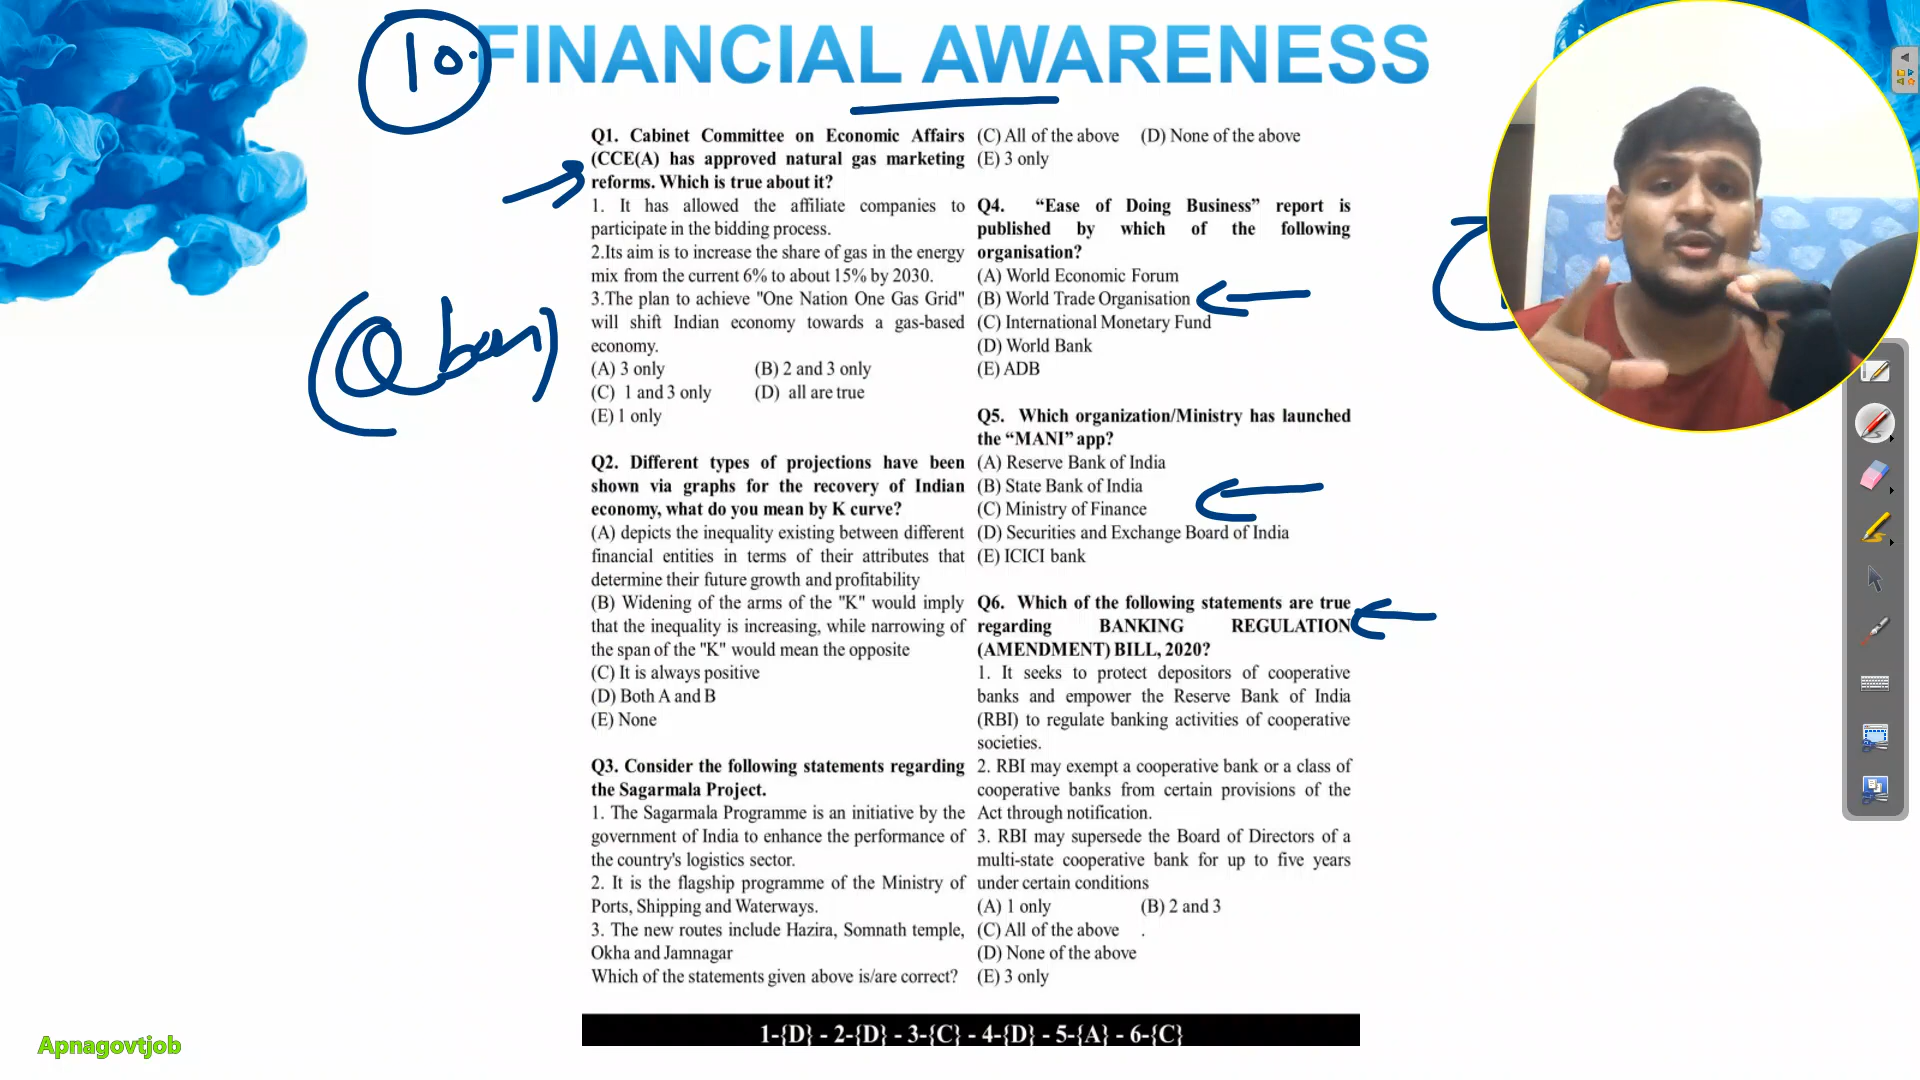 10.
FINANCIAL AWARENESS
Q1. Cabinet Committee on Economic Affairs
(CCE(A) has approved natural gas marketing
reforms. Which is true about it?
1. It has allowed the affiliate companies to
participate in the bidding process.
2.Its aim is to increase the share of gas in the energy
mix from the current 6% to about 15% by 2030.
3.The plan to achieve "One Nation One Gas Grid"
will shift Indian economy towards a gas-based
economy.
(A) 3 only (B) 2 and 3 only
(C) 1 and 3 only (D) all are true
(E) 1 only
Q2. Different types of projections have been
shown via graphs for the recovery of Indian
economy, what do you mean by K curve?
(A) depicts the inequality existing between different
financial entities in terms of their attributes that
determine their future growth and profitability
(B) Widening of the arms of the "K" would imply
that the inequality is increasing, while narrowing of
the span of the "K" would mean the opposite
(C) It is always positive
(D) Both A and B
(E) None
Q3. Consider the following statements regarding
the Sagarmala Project.
1. The Sagarmala Programme is an initiative by the
government of India to enhance the performance of
the country's logistics sector.
2. It is the flagship programme of the Ministry of
Ports, Shipping and Waterways.
3. The new routes include Hazira, Somnath temple,
Okha and Jamnagar
Which of the statements given above is/are correct?
(C) All of the above (D) None of the above
(E) 3 only
Q4. “Ease of Doing Business” report is
published by which of the following
organisation?
(A) World Economic Forum
(B) World Trade Organisation
(C) International Monetary Fund
(D) World Bank
(E) ADB
Q5. Which organization/Ministry has launched
the “MANI” app?
(A) Reserve Bank of India
(B) State Bank of India
(C) Ministry of Finance
(D) Securities and Exchange Board of India
(E) ICICI bank
Q6. Which of the following statements are true
regarding BANKING REGULATION
(AMENDMENT) BILL, 2020?
1. It seeks to protect depositors of cooperative
banks and empower the Reserve Bank of India
(RBI) to regulate banking activities of cooperative
societies.
2. RBI may exempt a cooperative bank or a class of
cooperative banks from certain provisions of the
Act through notification.
3. RBI may supersede the Board of Directors of a
multi-state cooperative bank for up to five years
under certain conditions
(A) 1 only (B) 2 and 3
(C) All of the above .
(D) None of the above
(E) 3 only
1-{D} - 2-{D} - 3-{C} - 4-{D} - 5-{A} - 6-{C}
Apnagovtjob